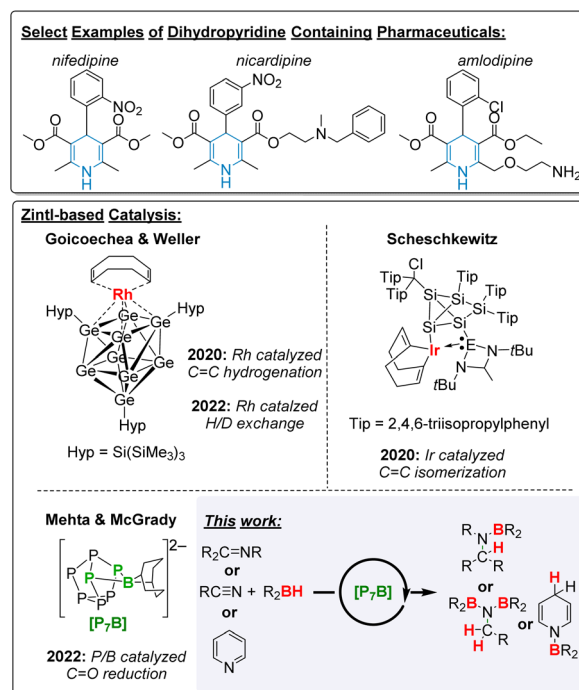 Select Examples of Dihydropyridine Containing Pharmaceuticals:
nifedipine
nicardipine
amlodipine
NO2
O
O
O
O
N
H
NO2
O
O
O
O
N
N
H
Cl
O
O
O
O
N
H
O
NH2
Zintl-based Catalysis:
Goicoechea & Weller
Rh
Hyp
Hyp
Ge
Ge
Ge
Ge
Ge
Ge
Ge
Ge
Ge
Hyp
Hyp = Si(SiMe3)3
2020: Rh catalyzed
C=C hydrogenation
2022: Rh catalzed
H/D exchange
Scheschkewitz
Cl
Tip
Tip
Tip
Tip
Si
Si
Si
Tip
Si
Si
Tip
Ir
E
N
tBu
N
tBu
Tip = 2,4,6-triisopropylphenyl
2020: Ir catalyzed
C=C isomerization
Mehta & McGrady
2–
P
P
P
P
P
P
P
B
[P7B]
2022: P/B catalyzed
C=O reduction
This work:
R2C=NR
or
RC≡N + R2BH
or
N
[P7B]
R
BR2
N
H
C
R
R
or
R2B
BR2
N
H
C
R
H
or
H
H
N
BR2